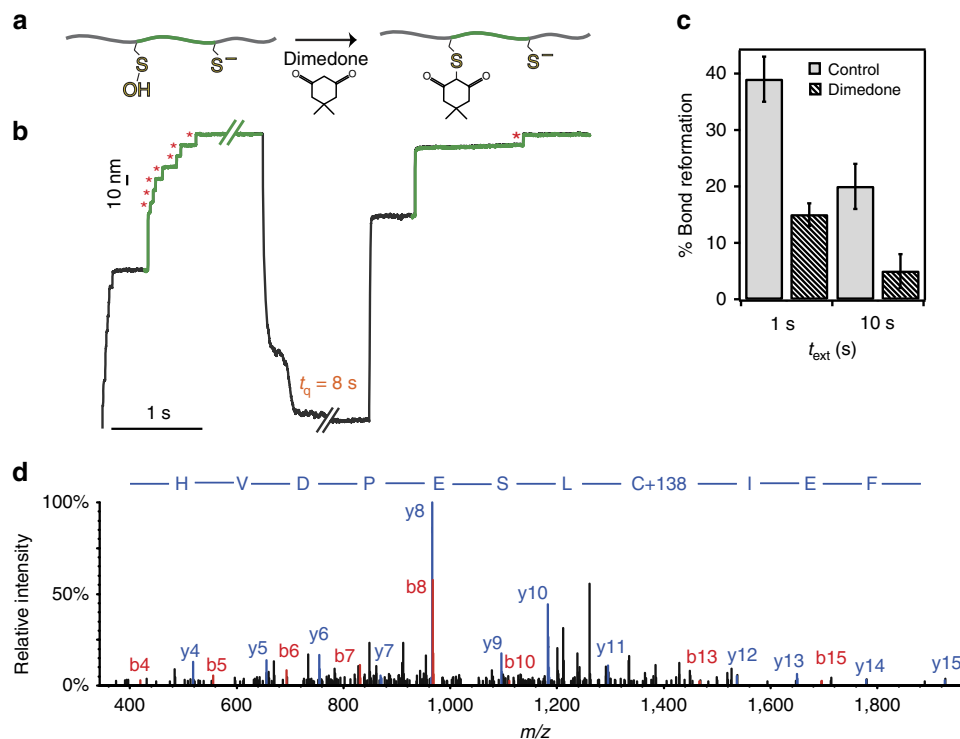 a
S
OH
S–
Dimedone
O
O
S
O
O
S–
b
* * * * * *
10 nm
*
tq = 8 s
1 s
c
% Bond reformation
40
30
20
10
0
Control
Dimedone
1 s
10 s
text (s)
d
H V D P E S L C+138 I E F
Relative intensity
100%
50%
0%
b4
y4
b5
y5
b6
y6
b7
y7
y8
b8
y9
b10
y10
y11
b13
y12
y13
b15
y14
y15
400 600 800 1,000 1,200 1,400 1,600 1,800
m/z